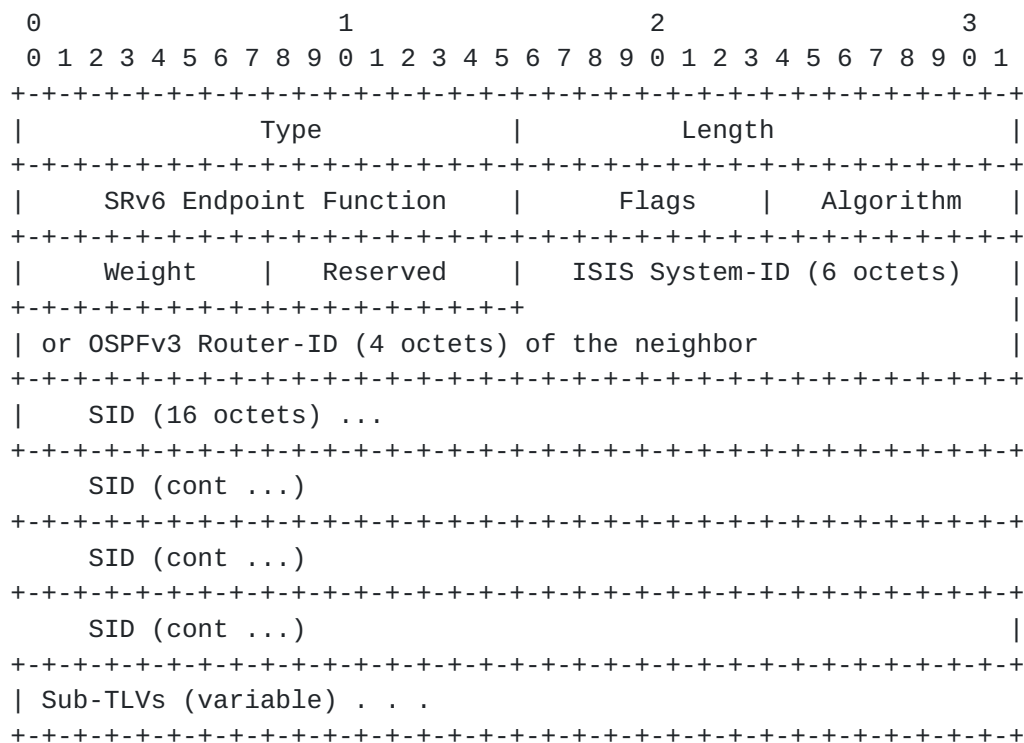 0                   1                   2                   3
 0 1 2 3 4 5 6 7 8 9 0 1 2 3 4 5 6 7 8 9 0 1 2 3 4 5 6 7 8 9 0 1
+-+-+-+-+-+-+-+-+-+-+-+-+-+-+-+-+-+-+-+-+-+-+-+-+-+-+-+-+-+-+-+-+
|               Type            |          Length               |
+-+-+-+-+-+-+-+-+-+-+-+-+-+-+-+-+-+-+-+-+-+-+-+-+-+-+-+-+-+-+-+-+
|     SRv6 Endpoint Function    |      Flags    |   Algorithm   |
+-+-+-+-+-+-+-+-+-+-+-+-+-+-+-+-+-+-+-+-+-+-+-+-+-+-+-+-+-+-+-+-+
|     Weight    |   Reserved    |   ISIS System-ID (6 octets)   |
+-+-+-+-+-+-+-+-+-+-+-+-+-+-+-+-+                               |
| or OSPFv3 Router-ID (4 octets) of the neighbor                |
+-+-+-+-+-+-+-+-+-+-+-+-+-+-+-+-+-+-+-+-+-+-+-+-+-+-+-+-+-+-+-+-+
|    SID (16 octets) ...
+-+-+-+-+-+-+-+-+-+-+-+-+-+-+-+-+-+-+-+-+-+-+-+-+-+-+-+-+-+-+-+-+
     SID (cont ...)
+-+-+-+-+-+-+-+-+-+-+-+-+-+-+-+-+-+-+-+-+-+-+-+-+-+-+-+-+-+-+-+-+
     SID (cont ...)
+-+-+-+-+-+-+-+-+-+-+-+-+-+-+-+-+-+-+-+-+-+-+-+-+-+-+-+-+-+-+-+-+
     SID (cont ...)                                             |
+-+-+-+-+-+-+-+-+-+-+-+-+-+-+-+-+-+-+-+-+-+-+-+-+-+-+-+-+-+-+-+-+
| Sub-TLVs (variable) . . .
+-+-+-+-+-+-+-+-+-+-+-+-+-+-+-+-+-+-+-+-+-+-+-+-+-+-+-+-+-+-+-+-+